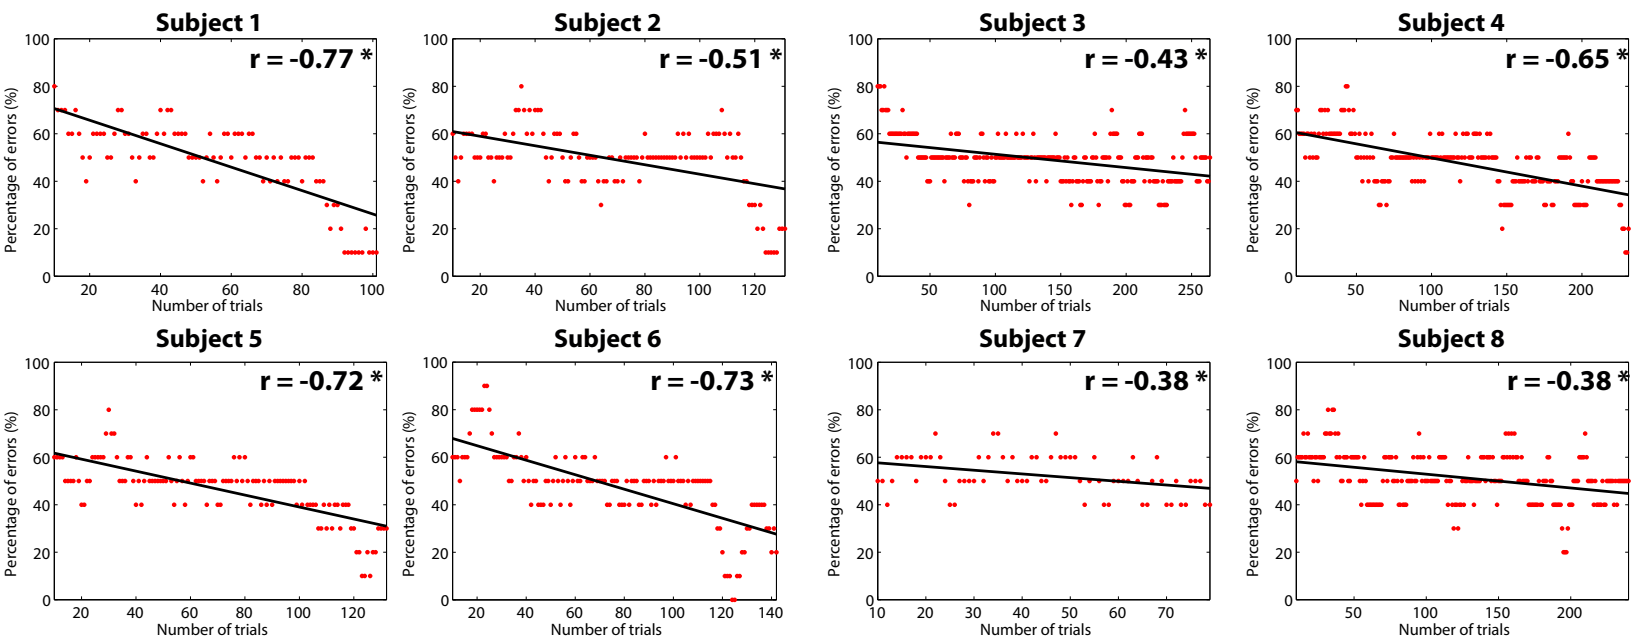 Subject 1
r = -0.77 *
Percentage of errors (%)
100
80
60
40
20
0
20 40 60 80 100
Number of trials
Subject 2
r = -0.51 *
Percentage of errors (%)
100
80
60
40
20
0
20 40 60 80 100 120
Number of trials
Subject 3
r = -0.43 *
Percentage of errors (%)
100
80
60
40
20
0
50 100 150 200 250
Number of trials
Subject 4
r = -0.65 *
Percentage of errors (%)
100
80
60
40
20
0
50 100 150 200
Number of trials
Subject 5
r = -0.72 *
Percentage of errors (%)
100
80
60
40
20
0
20 40 60 80 100 120
Number of trials
Subject 6
r = -0.73 *
Percentage of errors (%)
100
80
60
40
20
0
20 40 60 80 100 120 140
Number of trials
Subject 7
r = -0.38 *
Percentage of errors (%)
100
80
60
40
20
0
10 20 30 40 50 60 70
Number of trials
Subject 8
r = -0.38 *
Percentage of errors (%)
100
80
60
40
20
0
50 100 150 200
Number of trials